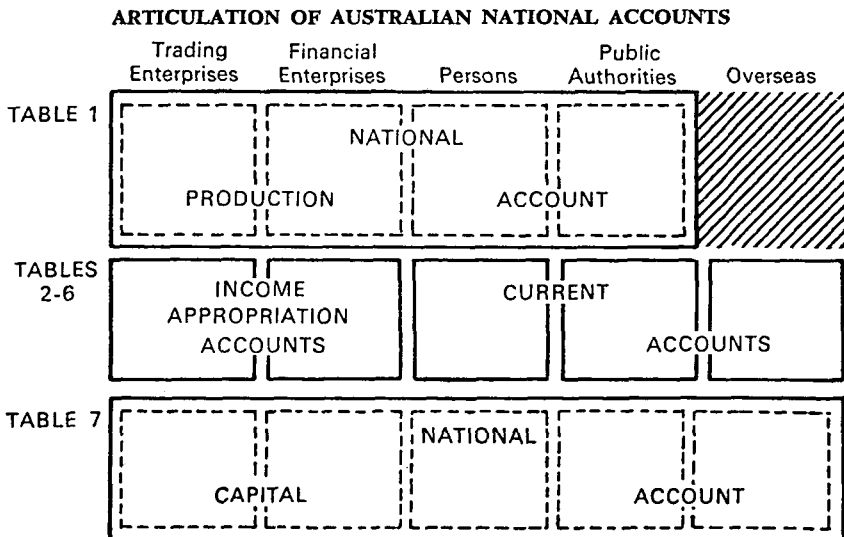 ARTICULATION OF AUSTRALIAN NATIONAL ACCOUNTS
Trading Enterprises
Financial Enterprises
Persons
Public Authorities
Overseas
TABLE 1
NATIONAL
PRODUCTION ACCOUNT
TABLES 2-6
INCOME APPROPRIATION ACCOUNTS
CURRENT
ACCOUNTS
TABLE 7
NATIONAL
CAPITAL ACCOUNT